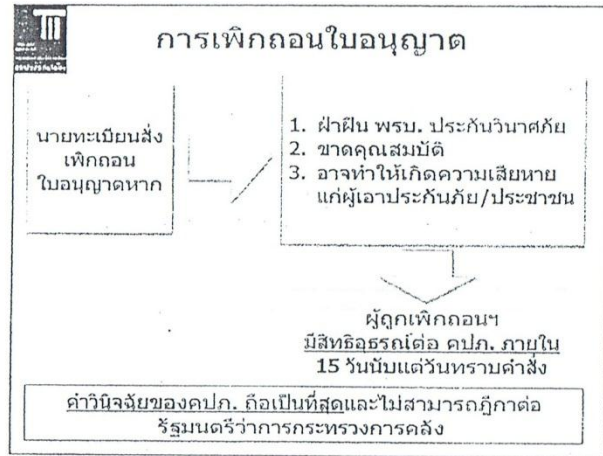 การเพิกถอนใบอนุญาต
นายทะเบียนสั่ง
เพิกถอน
ใบอนุญาตหาก
1. ฝ่าฝืน พรบ. ประกันวินาศภัย
2. ขาดคุณสมบัติ
3. อาจทำให้เกิดความเสียหาย
แก่ผู้เอาประกันภัย/ประชาชน
ผู้ถูกเพิกถอนฯ
มีสิทธิอุธรณ์ต่อ คปภ. ภายใน
15 วันนับแต่วันทราบคำสั่ง
คำวินิจฉัยของคปภ. ถือเป็นที่สุดและไม่สามารถฎีกาต่อ
รัฐมนตรีว่าการกระทรวงการคลัง